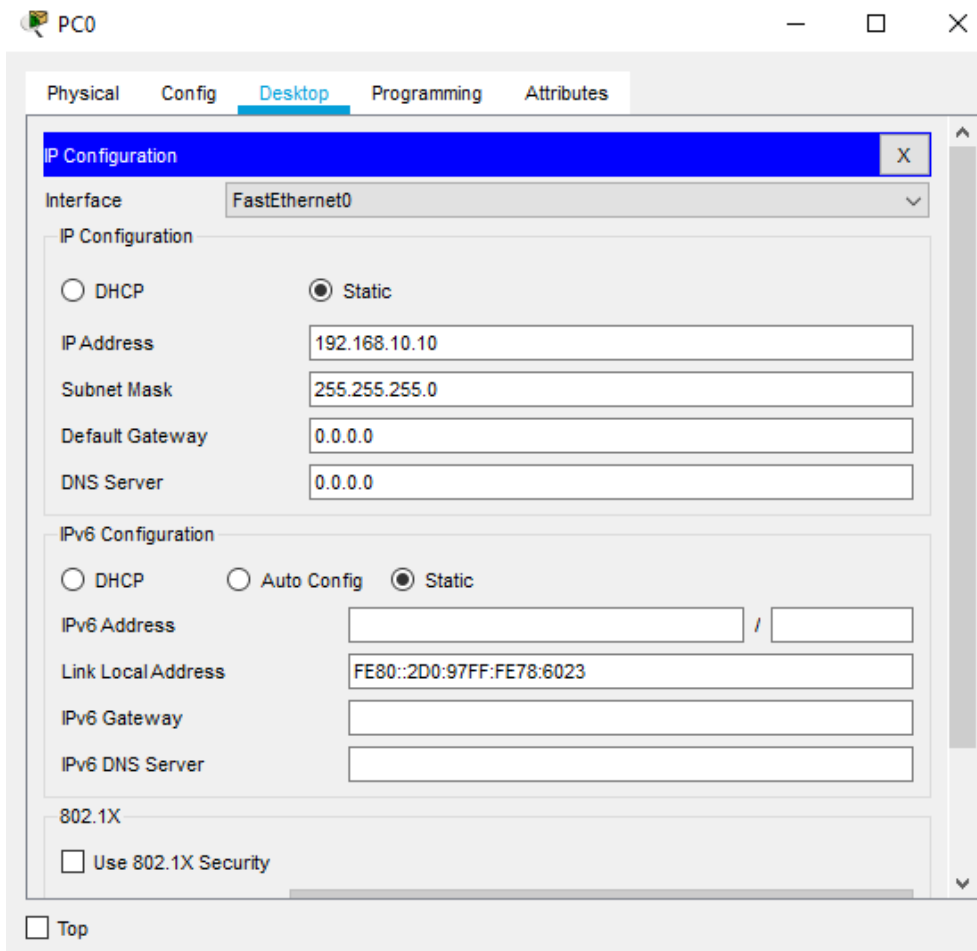 PC0
Physical Config Desktop Programming Attributes
IP Configuration X
Interface FastEthernet0
IP Configuration
DHCP Static
IP Address 192.168.10.10
Subnet Mask 255.255.255.0
Default Gateway 0.0.0.0
DNS Server 0.0.0.0
IPv6 Configuration
DHCP Auto Config Static
IPv6 Address /
Link Local Address FE80::2D0:97FF:FE78:6023
IPv6 Gateway
IPv6 DNS Server
802.1X
Use 802.1X Security
Top